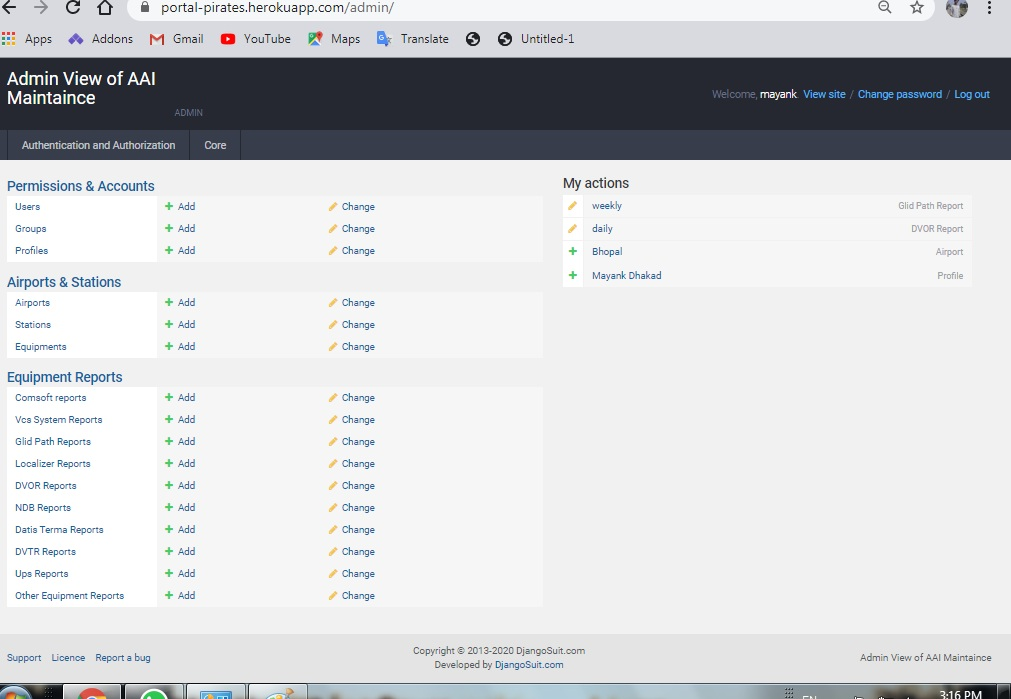 portal-pirates.herokuapp.com/admin/
Apps Addons Gmail YouTube Maps Translate Untitled-1
Admin View of AAI
Maintaince
ADMIN
Welcome, mayank. View site / Change password / Log out
Authentication and Authorization Core
Permissions & Accounts
Users Add Change
Groups Add Change
Profiles Add Change
Airports & Stations
Airports Add Change
Stations Add Change
Equipments Add Change
Equipment Reports
Comsoft reports Add Change
Vcs System Reports Add Change
Glid Path Reports Add Change
Localizer Reports Add Change
DVOR Reports Add Change
NDB Reports Add Change
Datis Terma Reports Add Change
DVTR Reports Add Change
Ups Reports Add Change
Other Equipment Reports Add Change
My actions
weekly Glid Path Report
daily DVOR Report
Bhopal Airport
Mayank Dhakad Profile
Support Licence Report a bug
Copyright © 2013-2020 DjangoSuit.com
Developed by DjangoSuit.com
Admin View of AAI Maintaince
EN
3:16 PM